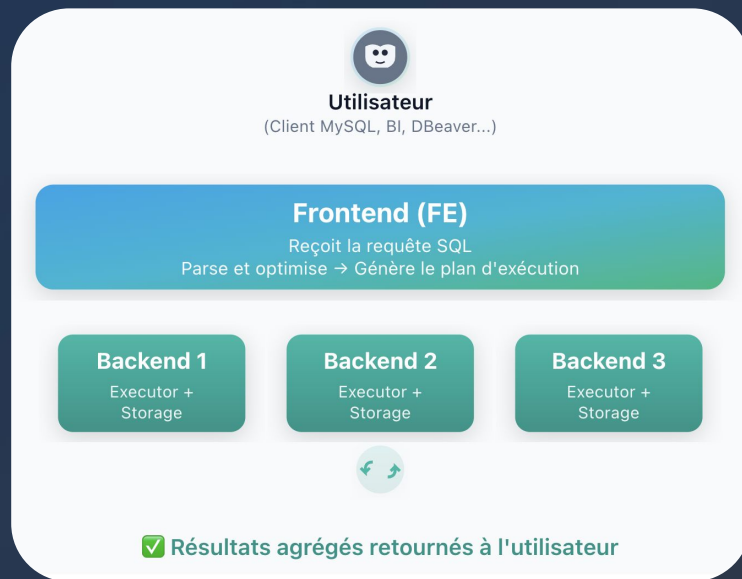 Utilisateur
(Client MySQL, BI, DBeaver...)
Frontend (FE)
Reçoit la requête SQL
Parse et optimise → Génère le plan d'exécution
Backend 1
Executor +
Storage
Backend 2
Executor +
Storage
Backend 3
Executor +
Storage
✅ Résultats agrégés retournés à l'utilisateur